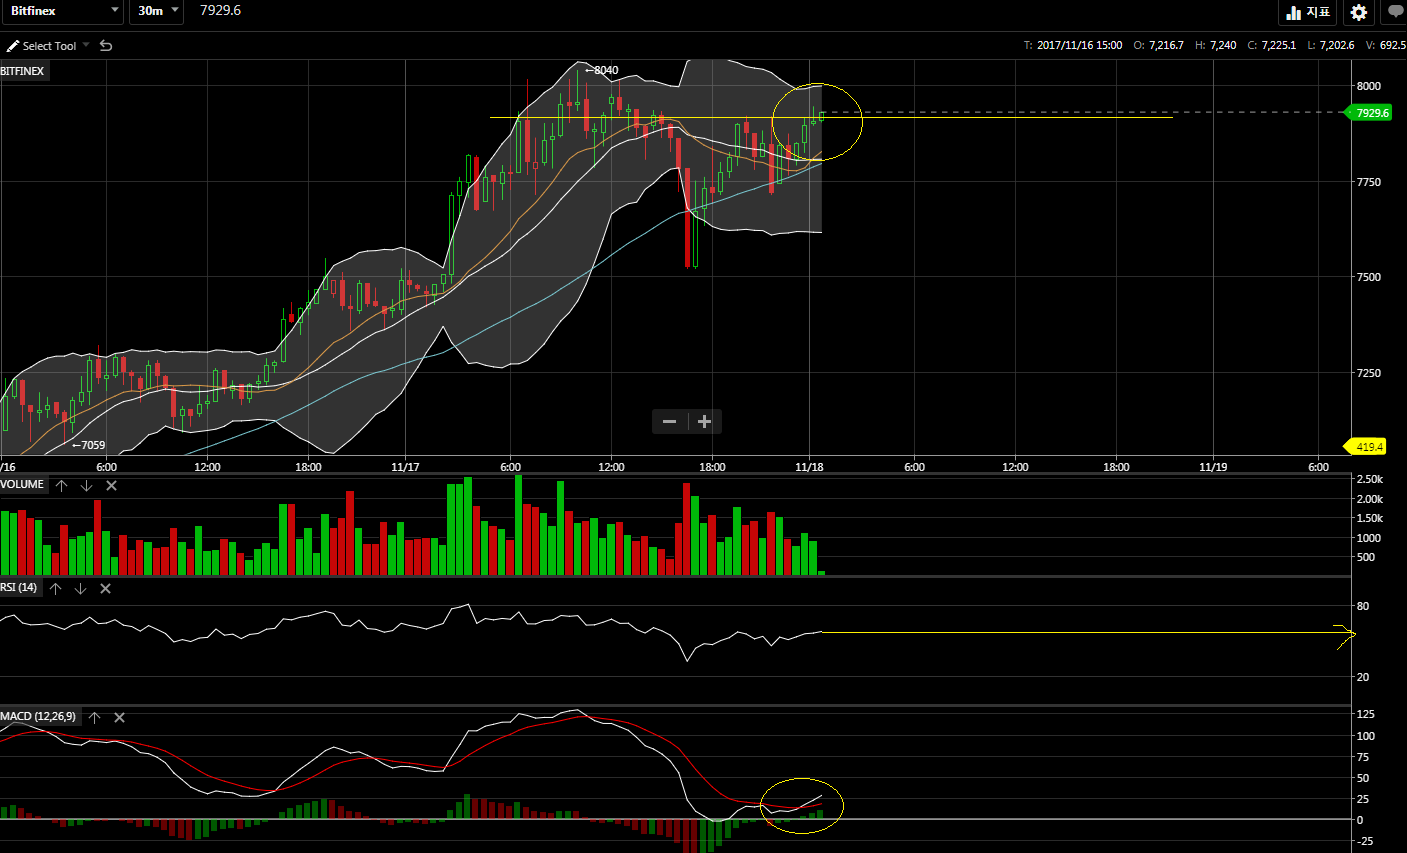 Bitfinex 30m 7929.6 지표
Select Tool T: 2017/11/16 15:00 O: 7,216.7 H: 7,240 C: 7,225.1 L: 7,202.6 V: 692.5
BITFINEX
←8040
8000
7929.6
7750
7500
7250
←7059
419.4
/16 6:00 12:00 18:00 11/17 6:00 12:00 18:00 11/18 6:00 12:00 18:00 11/19 6:00
VOLUME
2.50k
2.00k
1.50k
1000
500
RSI (14)
80
20
MACD (12,26,9)
125
100
75
50
25
0
-25